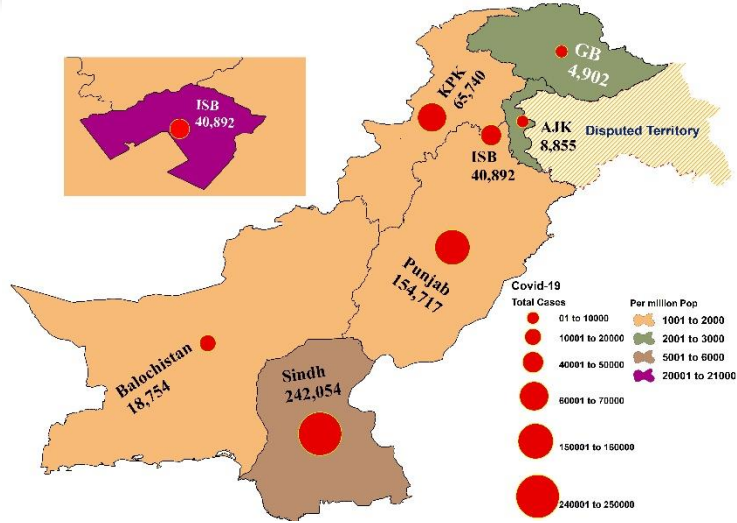 ISB
40,892
GB
4,902
KPK
65,740
AJK
8,855
Disputed Territory
ISB
40,892
Punjab
154,717
Balochistan
18,754
Sindh
242,054
Covid-19
Total Cases
01 to 10000
10001 to 20000
40001 to 50000
60001 to 70000
150001 to 160000
240001 to 250000
Per million Pop
1001 to 2000
2001 to 3000
5001 to 6000
20001 to 21000